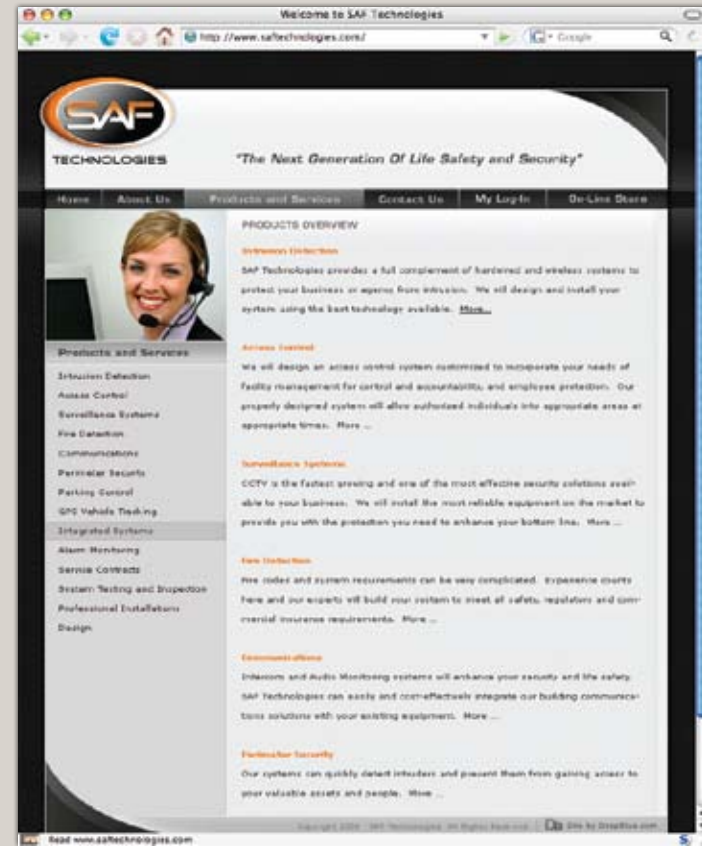 Welcome to SAF Technologies
http://www.saftechnologies.com/
Google
SAF
TECHNOLOGIES
"The Next Generation Of Life Safety and Security"
Home About Us Products and Services Contact Us My Log-In On-Line Store
PRODUCTS OVERVIEW
Intrusion Detection
SAF Technologies provides a full complement of hardwired and wireless systems to
protect your business or agency from intrusion. We will design and install your
system using the best technology available. More...
Access Control
We will design an access control system customized to incorporate your needs of
facility management for control and accountability, and employee protection. Our
properly designed system will allow authorized individuals into appropriate areas at
appropriate times. More ...
Surveillance Systems
CCTV is the fastest growing and one of the most effective security solutions avail-
able to your business. We will install the most reliable equipment on the market to
provide you with the protection you need to enhance your bottom line. More ...
Fire Detection
Fire codes and system requirements can be very complicated. Experience counts
here and our experts will build your system to meet all safety, regulatory and com-
mercial insurance requirements. More ...
Communications
Intercom and Audio Monitoring systems will enhance your security and life safety.
SAF Technologies can easily and cost-effectively integrate our building communica-
tions solutions with your existing equipment. More ...
Perimeter Security
Our systems can quickly detect intruders and prevent them from gaining access to
your valuable assets and people. More ...
Products and Services
Intrusion Detection
Access Control
Surveillance Systems
Fire Detection
Communications
Perimeter Security
Parking Control
GPS Vehicle Tracking
Integrated Systems
Alarm Monitoring
Service Contracts
System Testing and Inspection
Professional Installations
Design
SAF Technologies. All Rights Reserved. Site by
Read www.saftechnologies.com